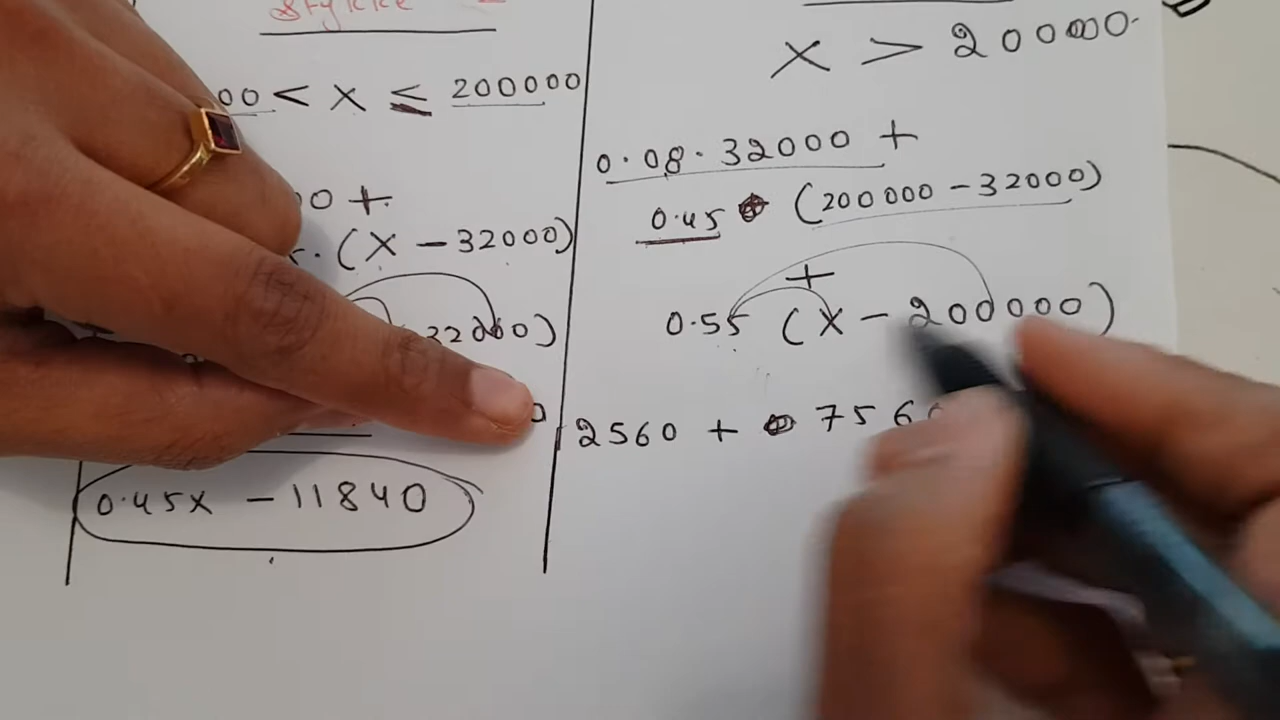 00 < x ≤ 200000
0 +
. (x - 32000)
32000)
0
0.45x - 11840
x > 200000.
0.08.32000 +
0.45 (200000 - 32000)
+
0.55 (x - 200000)
2560 + 756